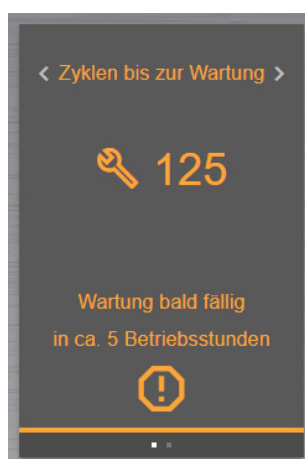 Zyklen bis zur Wartung
125
Wartung bald fällig
in ca. 5 Betriebsstunden